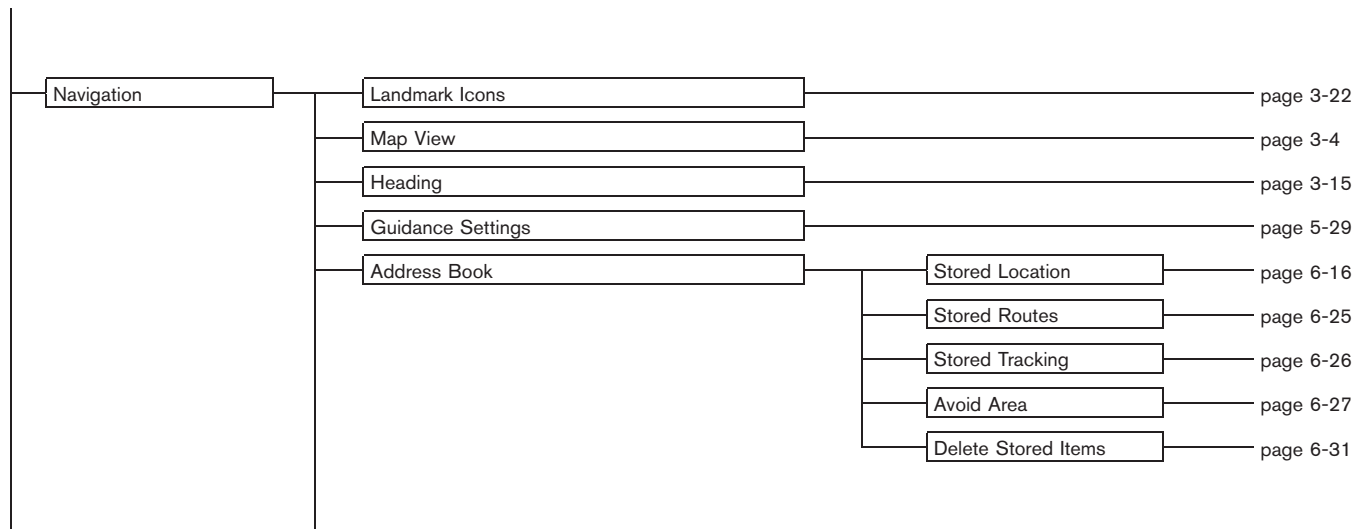 Navigation
Landmark Icons
page 3-22
Map View
page 3-4
Heading
page 3-15
Guidance Settings
page 5-29
Address Book
Stored Location
page 6-16
Stored Routes
page 6-25
Stored Tracking
page 6-26
Avoid Area
page 6-27
Delete Stored Items
page 6-31